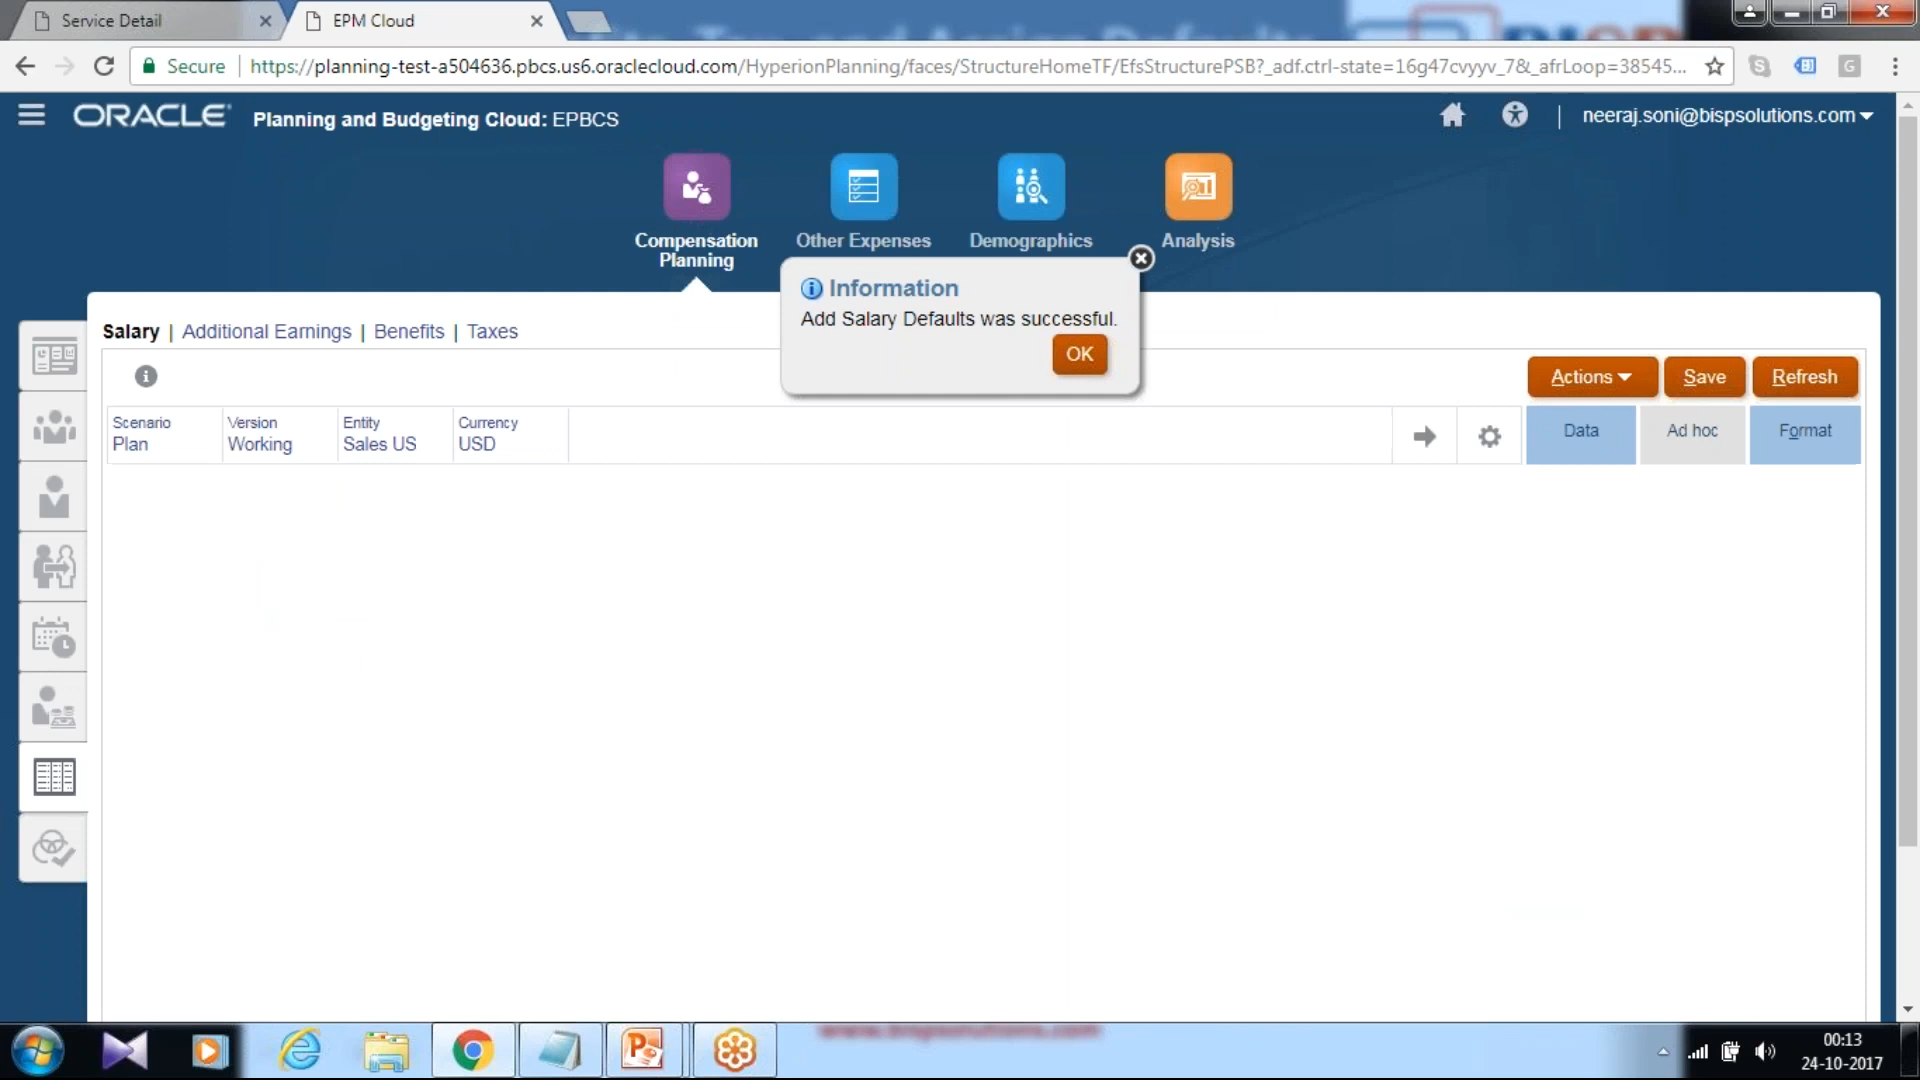 Service Detail
EPM Cloud
Secure
https://planning-test-a504636.pbcs.us6.oraclecloud.com/HyperionPlanning/faces/StructureHomeTF/EfsStructurePSB?_adf.ctrl-state=16g47cvyyv_7&_afrLoop=38545...
ORACLE
Planning and Budgeting Cloud: EPBCS
neeraj.soni@bispsolutions.com
Compensation
Planning
Other Expenses
Demographics
Analysis
Information
Add Salary Defaults was successful.
OK
Salary | Additional Earnings | Benefits | Taxes
Actions
Save
Refresh
Scenario
Plan
Version
Working
Entity
Sales US
Currency
USD
Data
Ad hoc
Format
www.bispsolutions.com
00:13
24-10-2017